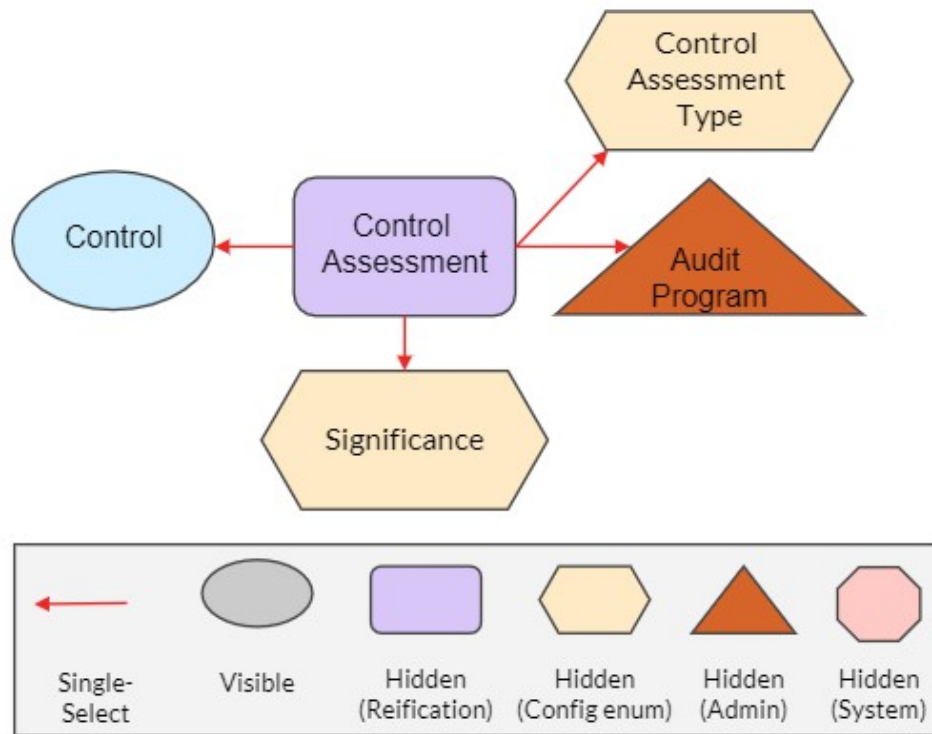 Control
Assessment
Type
Control
Control
Assessment
Audit
Program
Significance
Single-
Select
Visible
Hidden
(Reification)
Hidden
(Config enum)
Hidden
(Admin)
Hidden
(System)